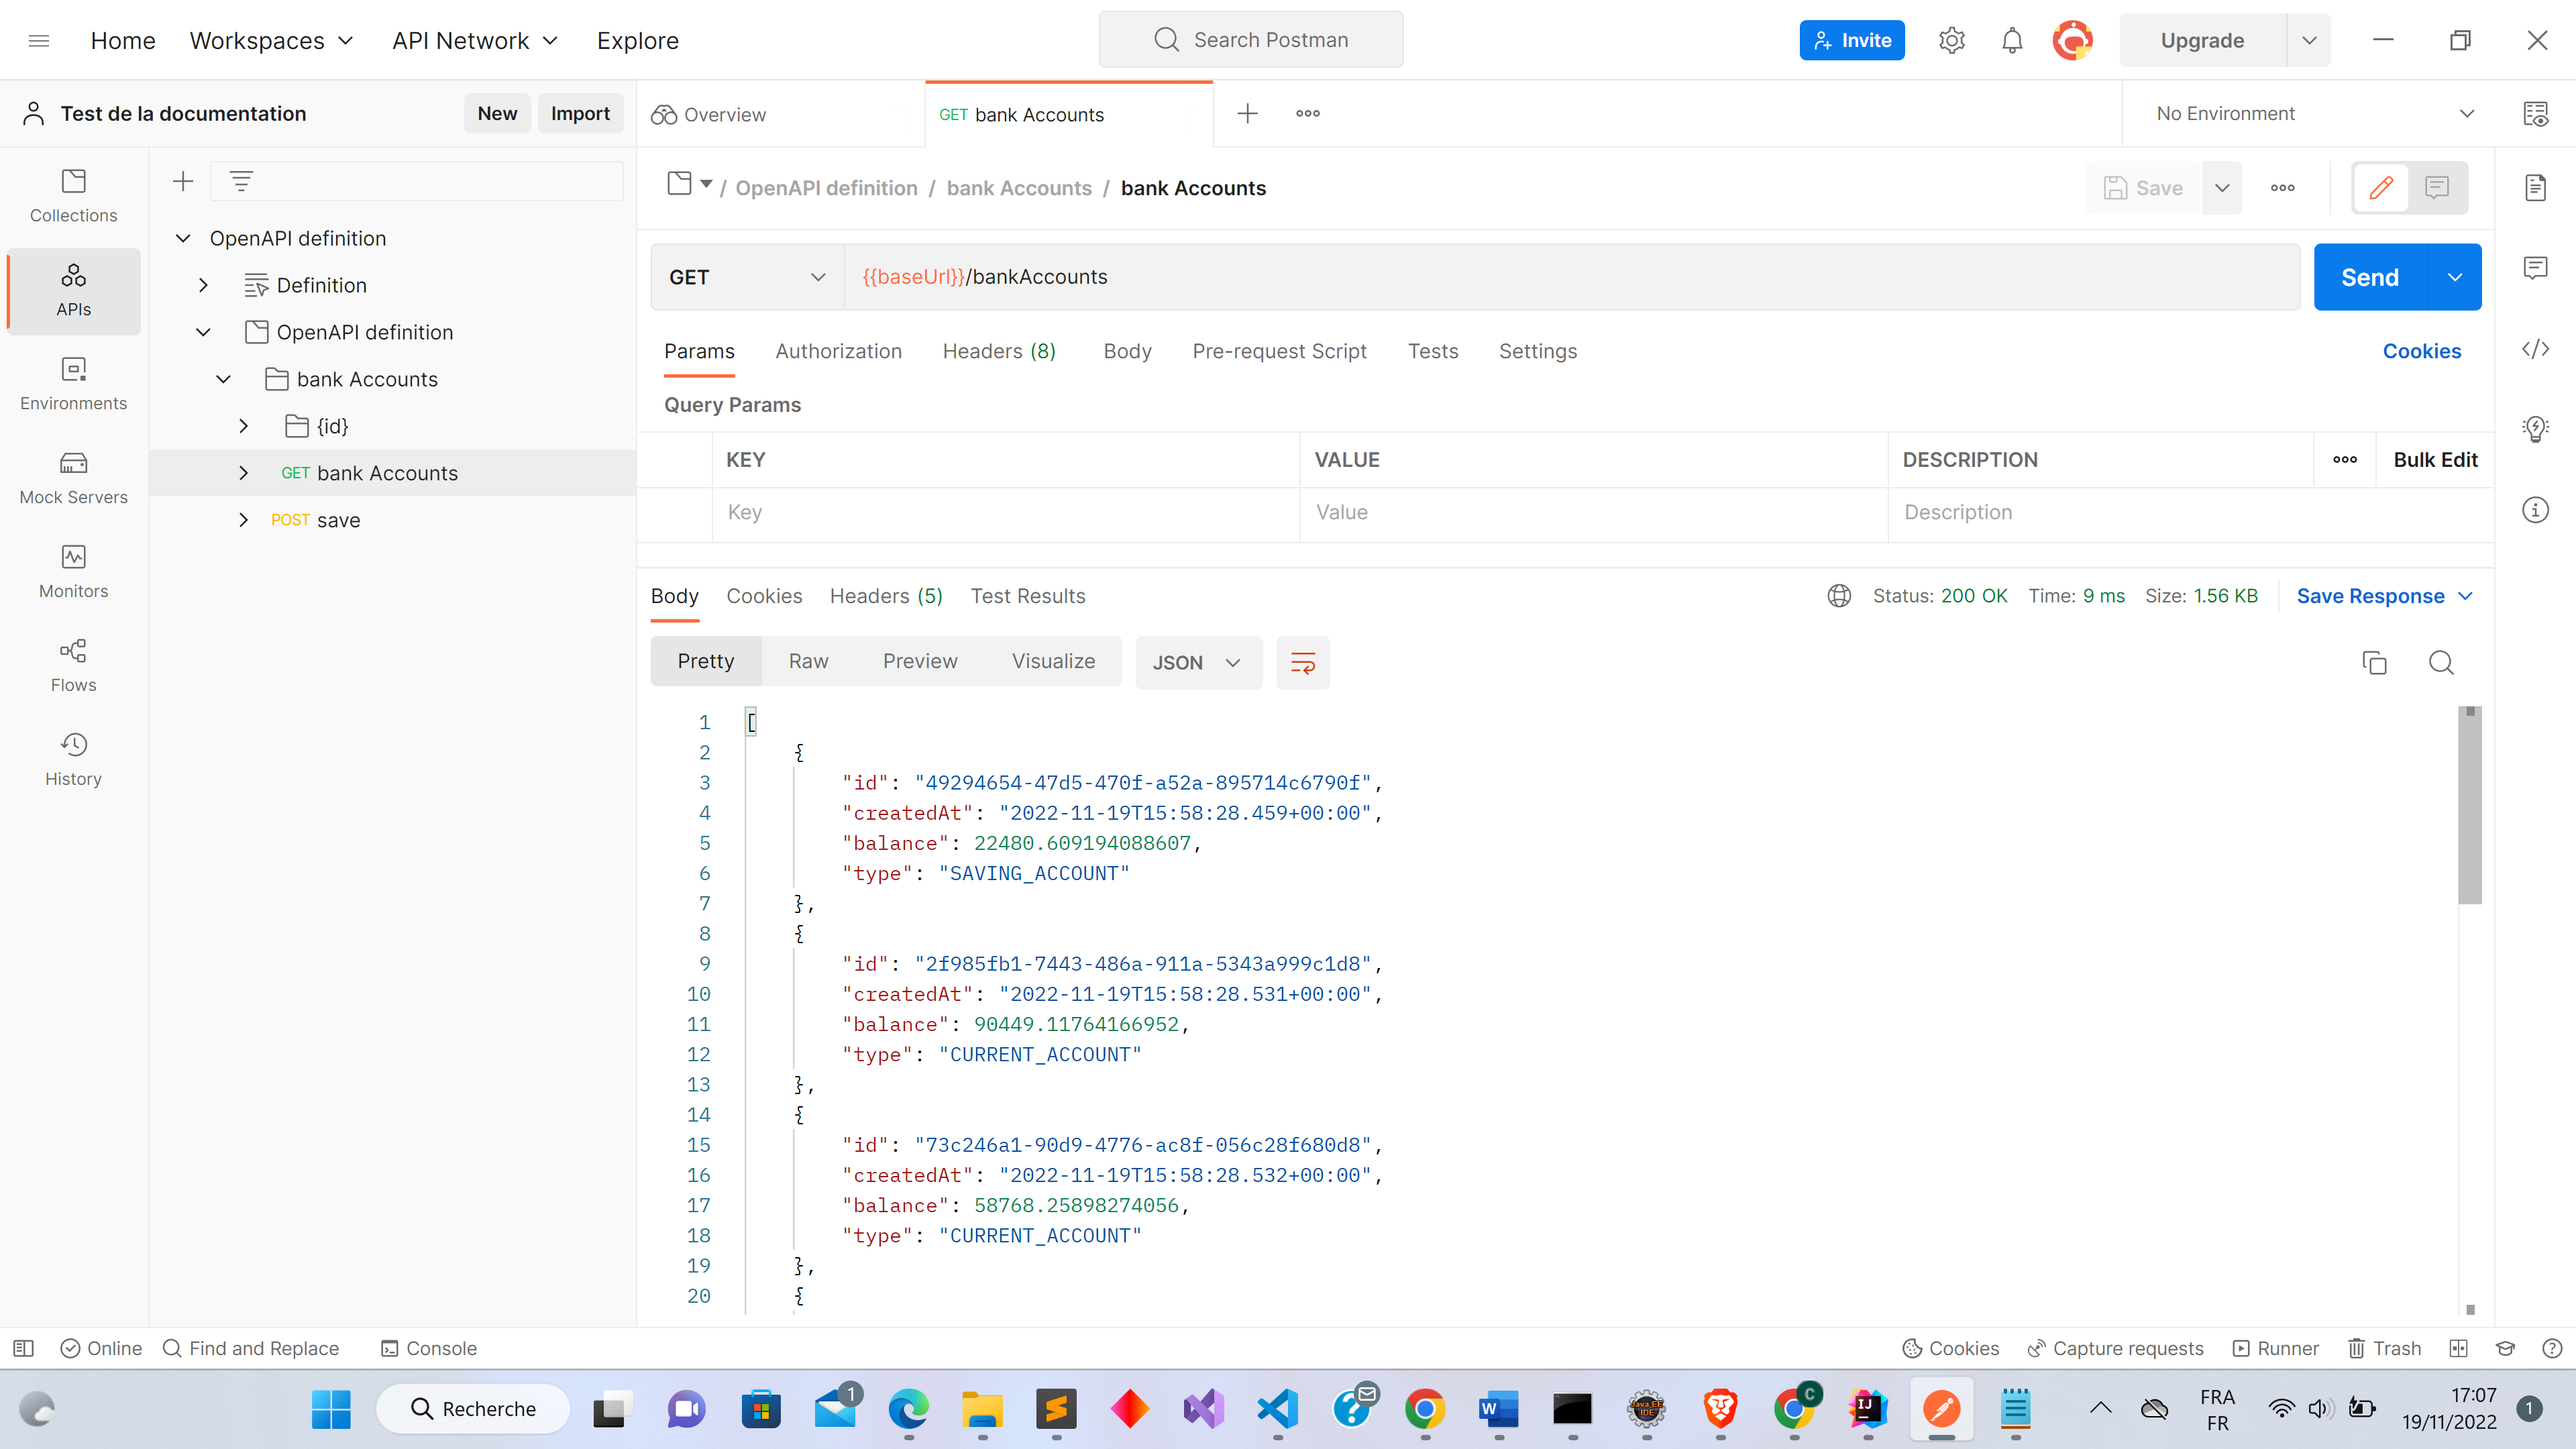 Home Workspaces API Network Explore Search Postman Invite Upgrade
Test de la documentation New Import Overview GET bank Accounts No Environment
Collections
APIs
Environments
Mock Servers
Monitors
Flows
History
OpenAPI definition
Definition
OpenAPI definition
bank Accounts
{id}
GET bank Accounts
POST save
/ OpenAPI definition / bank Accounts / bank Accounts Save
GET {{baseUrl}}/bankAccounts Send
Params Authorization Headers (8) Body Pre-request Script Tests Settings Cookies
Query Params
KEY VALUE DESCRIPTION Bulk Edit
Key Value Description
Body Cookies Headers (5) Test Results Status: 200 OK Time: 9 ms Size: 1.56 KB Save Response
Pretty Raw Preview Visualize JSON
1 [
2 {
3 "id": "49294654-47d5-470f-a52a-895714c6790f",
4 "createdAt": "2022-11-19T15:58:28.459+00:00",
5 "balance": 22480.609194088607,
6 "type": "SAVING_ACCOUNT"
7 },
8 {
9 "id": "2f985fb1-7443-486a-911a-5343a999c1d8",
10 "createdAt": "2022-11-19T15:58:28.531+00:00",
11 "balance": 90449.11764166952,
12 "type": "CURRENT_ACCOUNT"
13 },
14 {
15 "id": "73c246a1-90d9-4776-ac8f-056c28f680d8",
16 "createdAt": "2022-11-19T15:58:28.532+00:00",
17 "balance": 58768.25898274056,
18 "type": "CURRENT_ACCOUNT"
19 },
20 {
Online Find and Replace Console Cookies Capture requests Runner Trash
Recherche 1 W Java EE IDE C IJ FRA 17:07 1
FR 19/11/2022